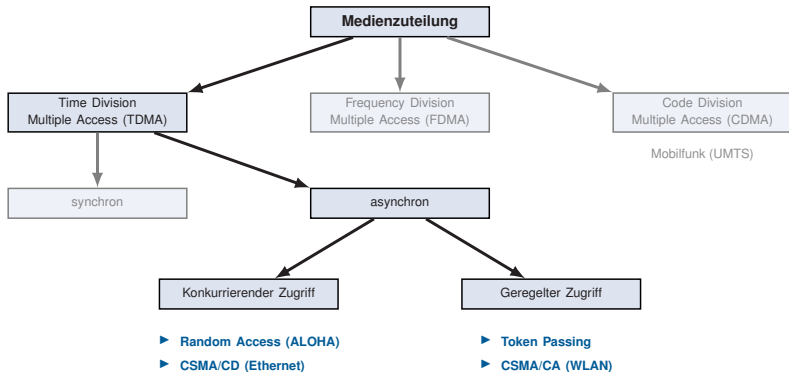 Medienzuteilung
Time Division
Multiple Access (TDMA)
Frequency Division
Multiple Access (FDMA)
Code Division
Multiple Access (CDMA)
Mobilfunk (UMTS)
synchron
asynchron
Konkurrierender Zugriff
Geregelter Zugriff
► Random Access (ALOHA)
► CSMA/CD (Ethernet)
► Token Passing
► CSMA/CA (WLAN)